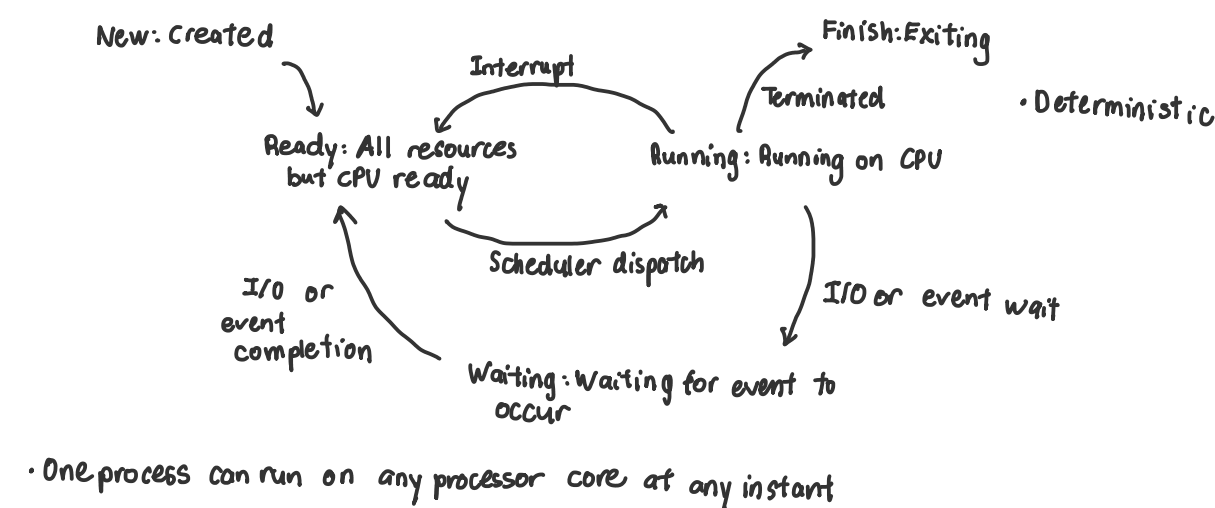 New: Created
Finish: Exiting
Interrupt
Terminated
• Deterministic
Ready: All resources
but CPU ready
Running: Running on CPU
Scheduler dispatch
I/O or
event
completion
I/O or event wait
Waiting: Waiting for event to
occur
• One process can run on any processor core at any instant